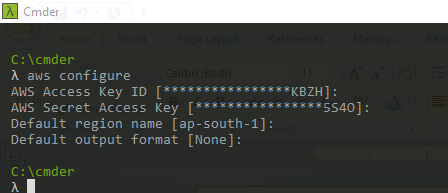 Cmder
C:\cmder
λ aws configure
AWS Access Key ID [****************KBZH]:
AWS Secret Access Key [****************5S4O]:
Default region name [ap-south-1]:
Default output format [None]:
C:\cmder
λ